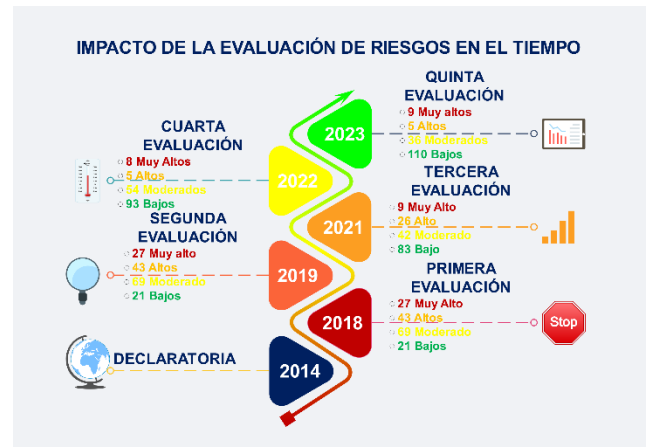 IMPACTO DE LA EVALUACIÓN DE RIESGOS EN EL TIEMPO
QUINTA
EVALUACIÓN
9 Muy altos
5 Altos
36 Moderados
110 Bajos
2023
CUARTA
EVALUACIÓN
8 Muy Altos
5 Altos
54 Moderados
93 Bajos
2022
TERCERA
EVALUACIÓN
9 Muy Alto
26 Alto
42 Moderado
83 Bajo
2021
SEGUNDA
EVALUACIÓN
27 Muy alto
43 Altos
69 Moderado
21 Bajos
2019
PRIMERA
EVALUACIÓN
27 Muy Alto
43 Altos
69 Moderado
21 Bajos
2018
Stop
DECLARATORIA
2014